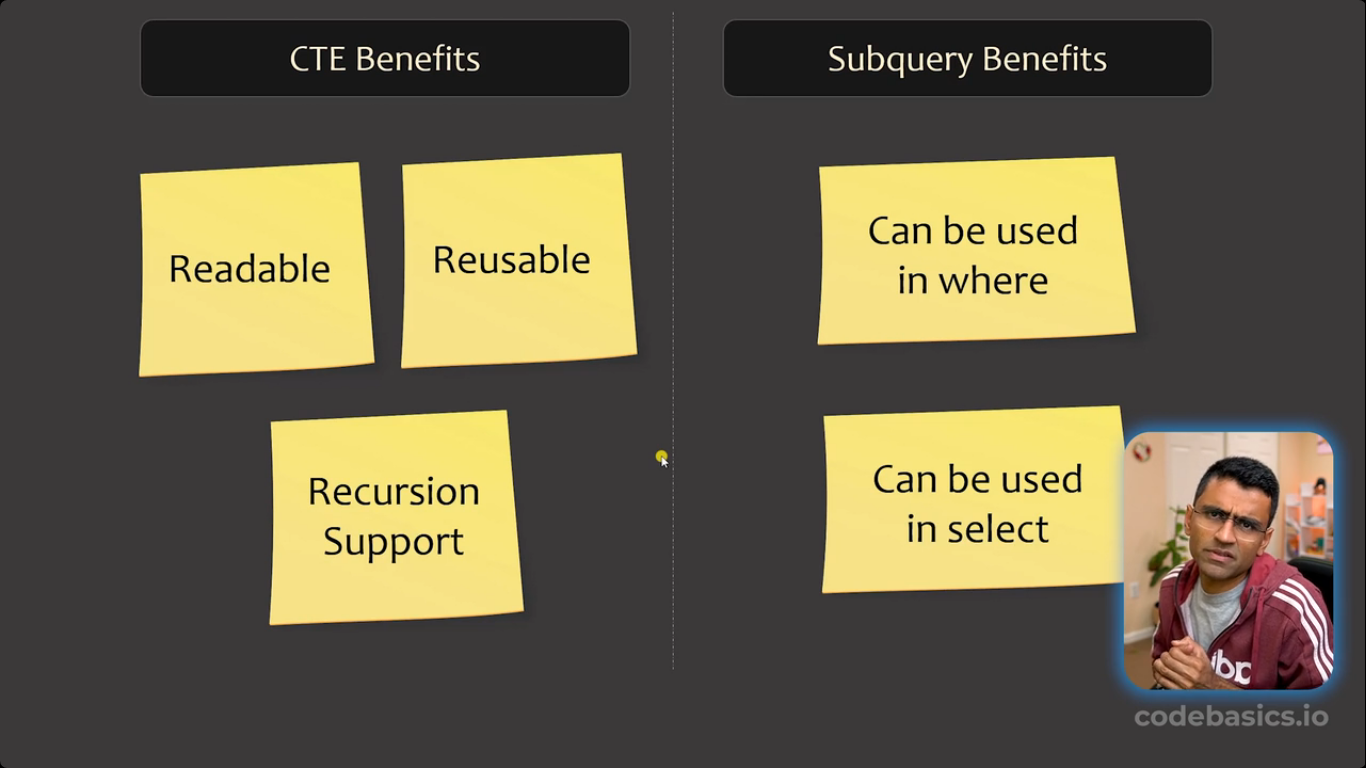 CTE Benefits
Subquery Benefits
Readable
Reusable
Recursion
Support
Can be used
in where
Can be used
in select
codebasics.io